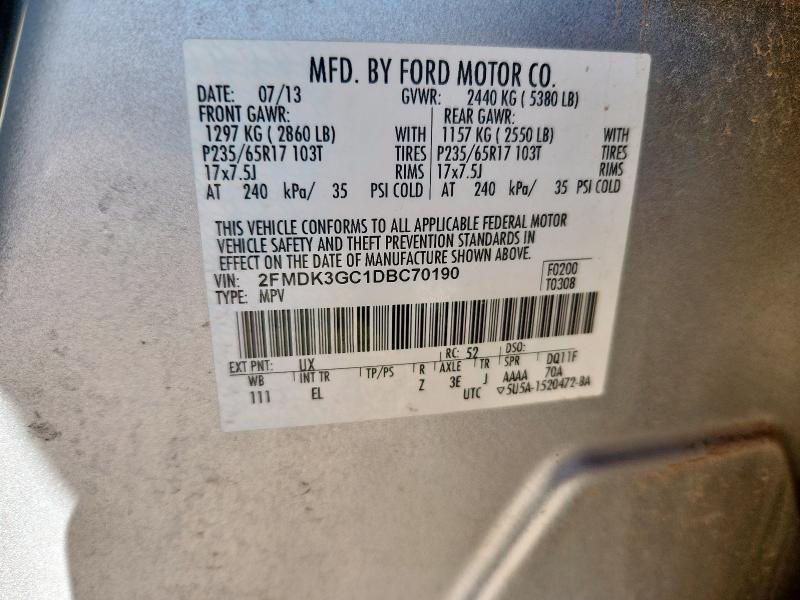 MFD. BY FORD MOTOR CO.
DATE: 07/13 GVWR: 2440 KG ( 5380 LB)
FRONT GAWR: REAR GAWR:
1297 KG ( 2860 LB) WITH 1157 KG ( 2550 LB) WITH
P235/65R17 103T TIRES P235/65R17 103T TIRES
17x7.5J RIMS 17x7.5J RIMS
AT 240 kPa/ 35 PSI COLD AT 240 kPa/ 35 PSI COLD
THIS VEHICLE CONFORMS TO ALL APPLICABLE FEDERAL MOTOR
VEHICLE SAFETY AND THEFT PREVENTION STANDARDS IN
EFFECT ON THE DATE OF MANUFACTURE SHOWN ABOVE.
VIN: 2FMDK3GC1DBC70190 F0200
TYPE: MPV T0308
EXT PNT: UX RC: 52 DSO: DQ11F
WB INT TR TP/PS R AXLE TR SPR 70A
111 EL Z 3E J AAAA
UTC ▽5U5A-1520472-BA